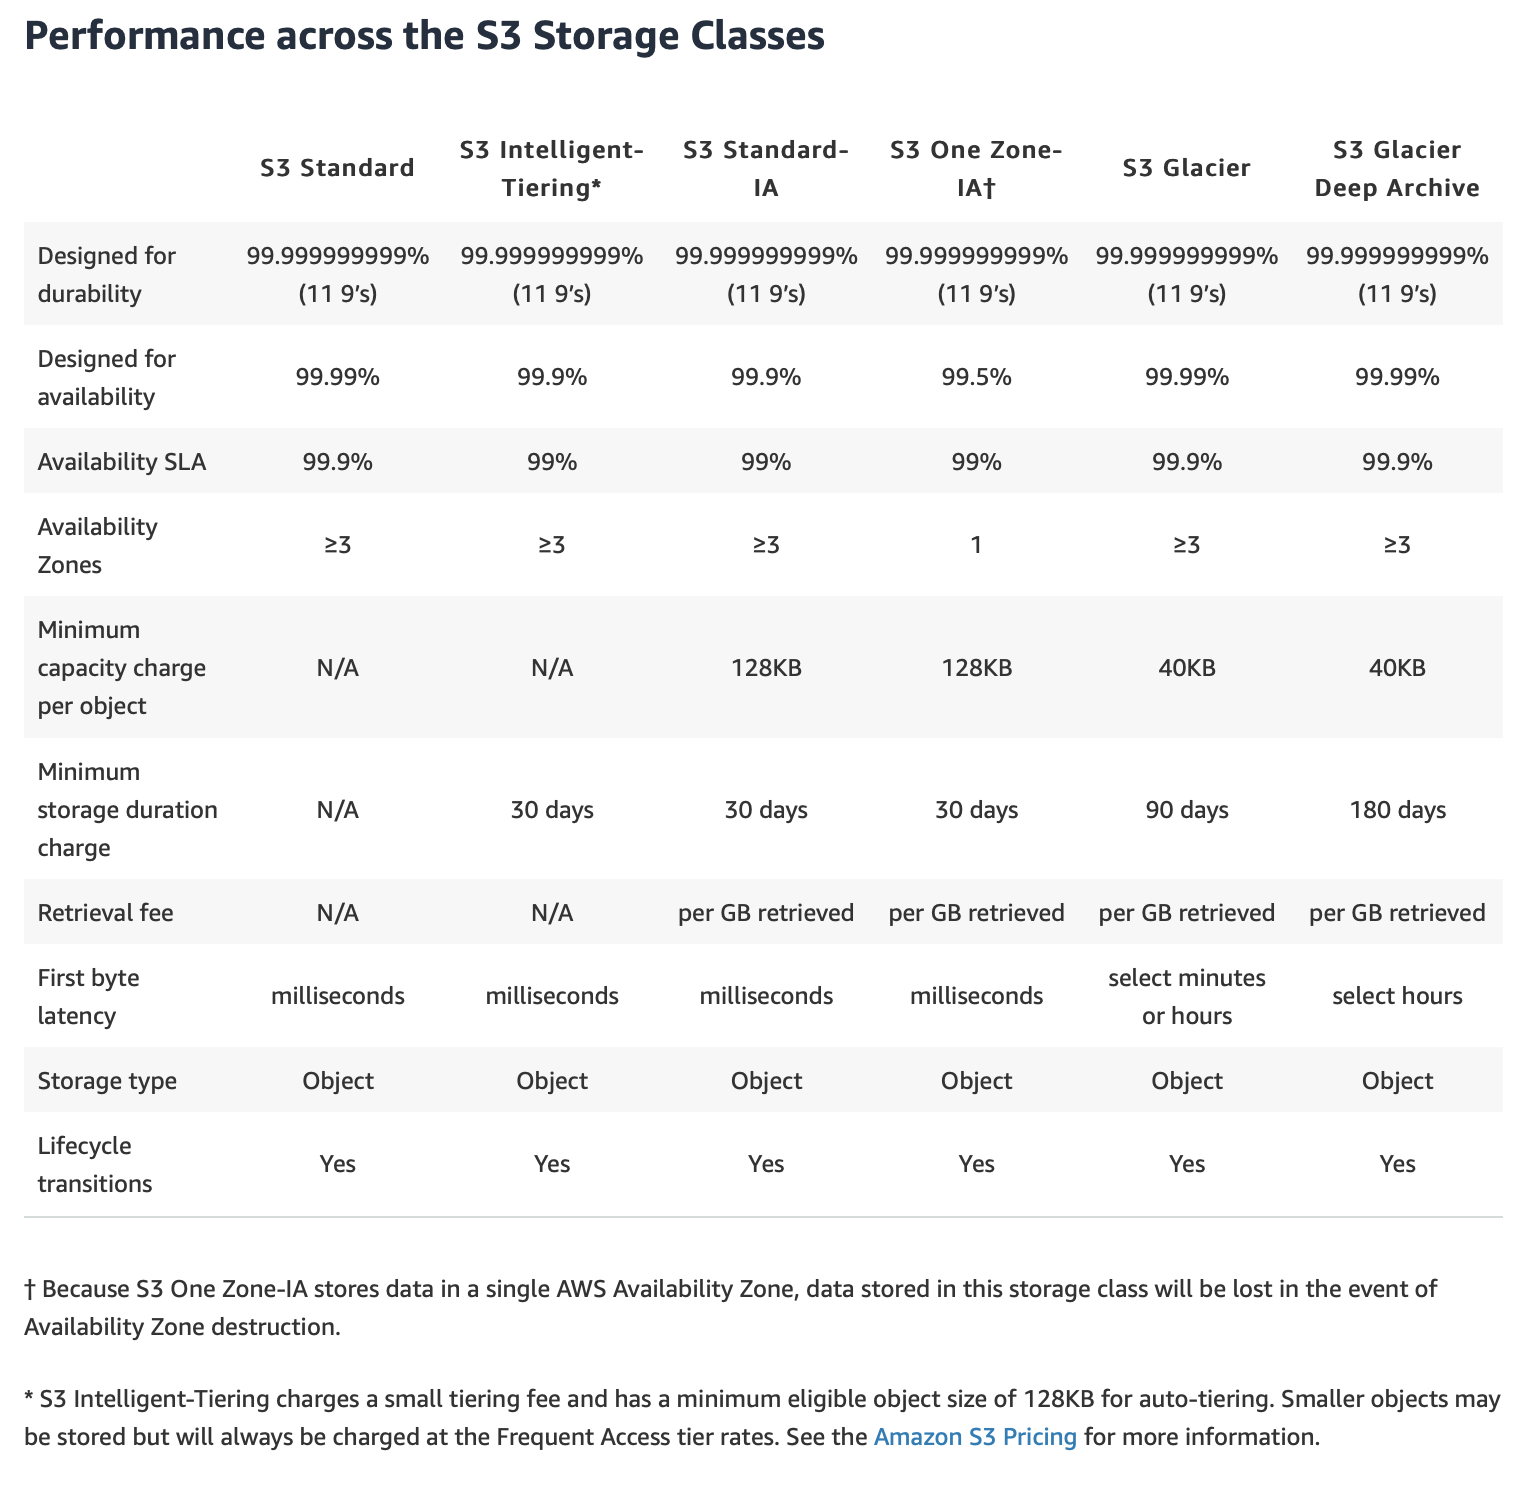 Performance across the S3 Storage Classes
S3 Standard S3 Intelligent- S3 Standard- S3 One Zone- S3 Glacier S3 Glacier
Tiering* IA IA† Deep Archive
Designed for 99.999999999% 99.999999999% 99.999999999% 99.999999999% 99.999999999% 99.999999999%
durability (11 9’s) (11 9’s) (11 9’s) (11 9’s) (11 9’s) (11 9’s)
Designed for
availability 99.99% 99.9% 99.9% 99.5% 99.99% 99.99%
Availability SLA 99.9% 99% 99% 99% 99.9% 99.9%
Availability
Zones ≥3 ≥3 ≥3 1 ≥3 ≥3
Minimum
capacity charge N/A N/A 128KB 128KB 40KB 40KB
per object
Minimum
storage duration N/A 30 days 30 days 30 days 90 days 180 days
charge
Retrieval fee N/A N/A per GB retrieved per GB retrieved per GB retrieved per GB retrieved
First byte milliseconds milliseconds milliseconds milliseconds select minutes select hours
latency or hours
Storage type Object Object Object Object Object Object
Lifecycle
transitions Yes Yes Yes Yes Yes Yes
† Because S3 One Zone-IA stores data in a single AWS Availability Zone, data stored in this storage class will be lost in the event of
Availability Zone destruction.
* S3 Intelligent-Tiering charges a small tiering fee and has a minimum eligible object size of 128KB for auto-tiering. Smaller objects may
be stored but will always be charged at the Frequent Access tier rates. See the Amazon S3 Pricing for more information.